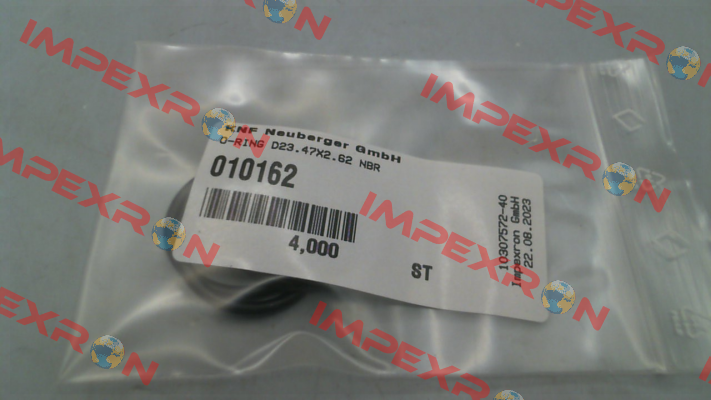 KNF Neuberger GmbH
O-RING D23.47X2.62 NBR
010162
4,000
ST
10307572-40
Impexron GmbH
22.08.2023
IMPEXRON
IMPEXRON
IMPEXRON
IMPEXRON
IMPEXRON
IMPEXRON
IMPEXRON